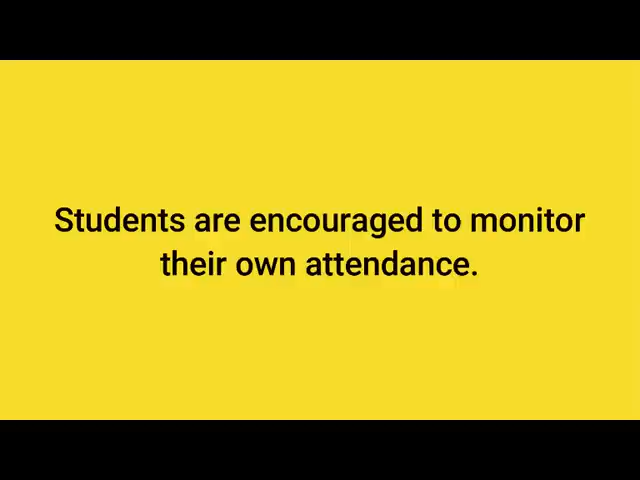 Students are encouraged to monitor
their own attendance.